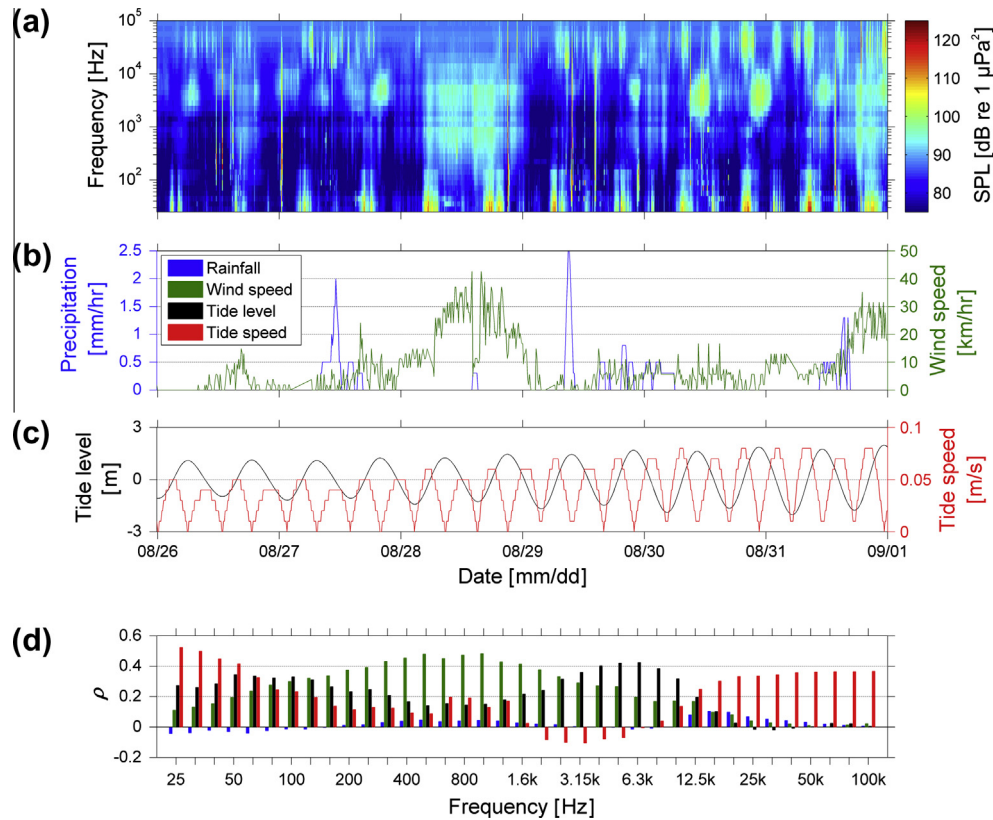 (a)
Frequency [Hz]
10^5
10^4
10^3
10^2
SPL [dB re 1 μPa²]
120
110
100
90
80
(b)
Precipitation
[mm/hr]
2.5
2
1.5
1
0.5
0
Rainfall
Wind speed
Tide level
Tide speed
50
40
30
20
10
0
Wind speed
[km/hr]
(c)
Tide level
[m]
3
0
-3
0.1
0.05
0
Tide speed
[m/s]
08/26 08/27 08/28 08/29 08/30 08/31 09/01
Date [mm/dd]
(d)
ρ
0.6
0.4
0.2
0
-0.2
25 50 100 200 400 800 1.6k 3.15k 6.3k 12.5k 25k 50k 100k
Frequency [Hz]